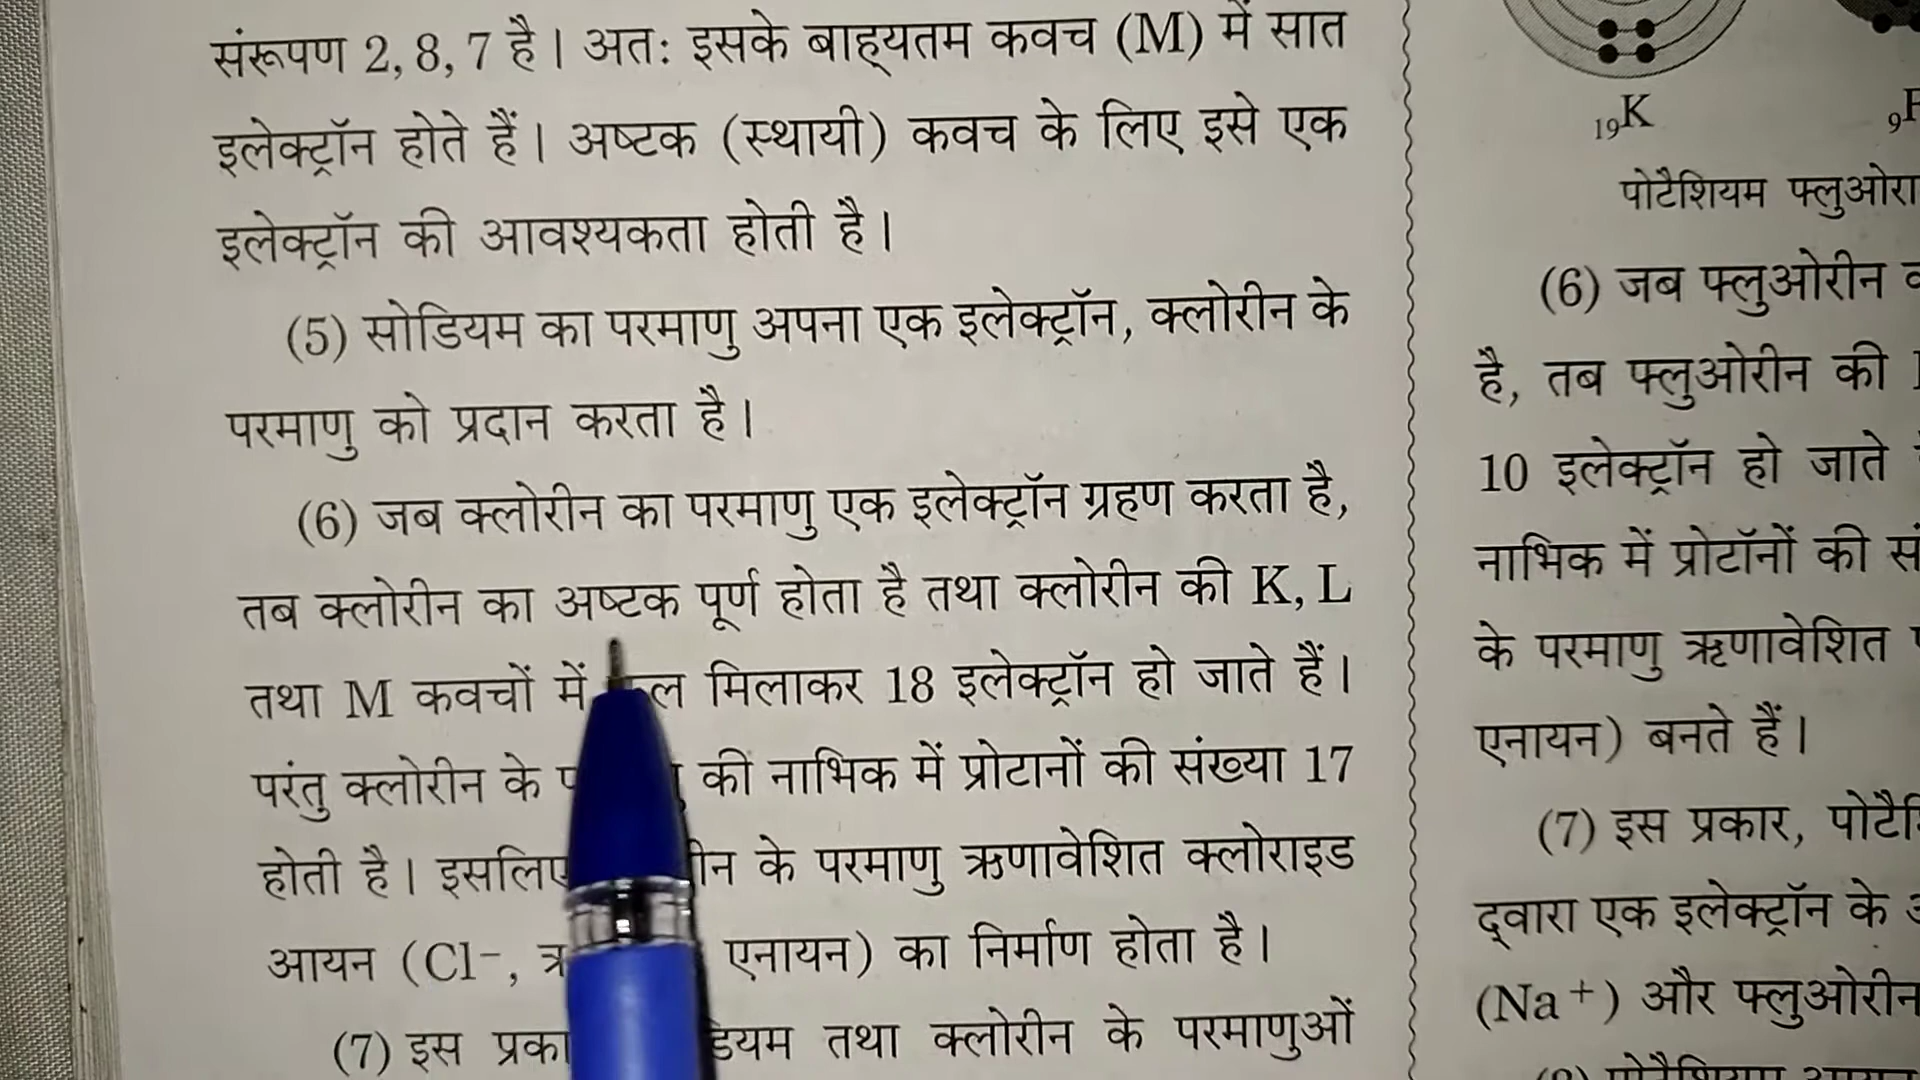 संरूपण 2, 8, 7 है। अतः इसके बाह्यतम कवच (M) में सात
इलेक्ट्रॉन होते हैं। अष्टक (स्थायी) कवच के लिए इसे एक
इलेक्ट्रॉन की आवश्यकता होती है।
(5) सोडियम का परमाणु अपना एक इलेक्ट्रॉन, क्लोरीन के
परमाणु को प्रदान करता है।
(6) जब क्लोरीन का परमाणु एक इलेक्ट्रॉन ग्रहण करता है,
तब क्लोरीन का अष्टक पूर्ण होता है तथा क्लोरीन की K, L
तथा M कवचों में मिलाकर 18 इलेक्ट्रॉन हो जाते हैं।
परंतु क्लोरीन के की नाभिक में प्रोटानों की संख्या 17
होती है। के परमाणु ऋणावेशित क्लोराइड
आयन (Cl⁻, एनायन) का निर्माण होता है।
(7) इस तथा क्लोरीन के परमाणुओं
₁₉K
₉F
पोटैशियम
(6) जब फ्लुओरीन
है, तब फ्लुओरीन की
10 इलेक्ट्रॉन हो जाते
नाभिक में प्रोटॉनों की
के परमाणु ऋणावेशित
एनायन) बनते हैं।
(7) इस प्रकार,
द्वारा एक इलेक्ट्रॉन के
(Na⁺) और फ्लुओरीन